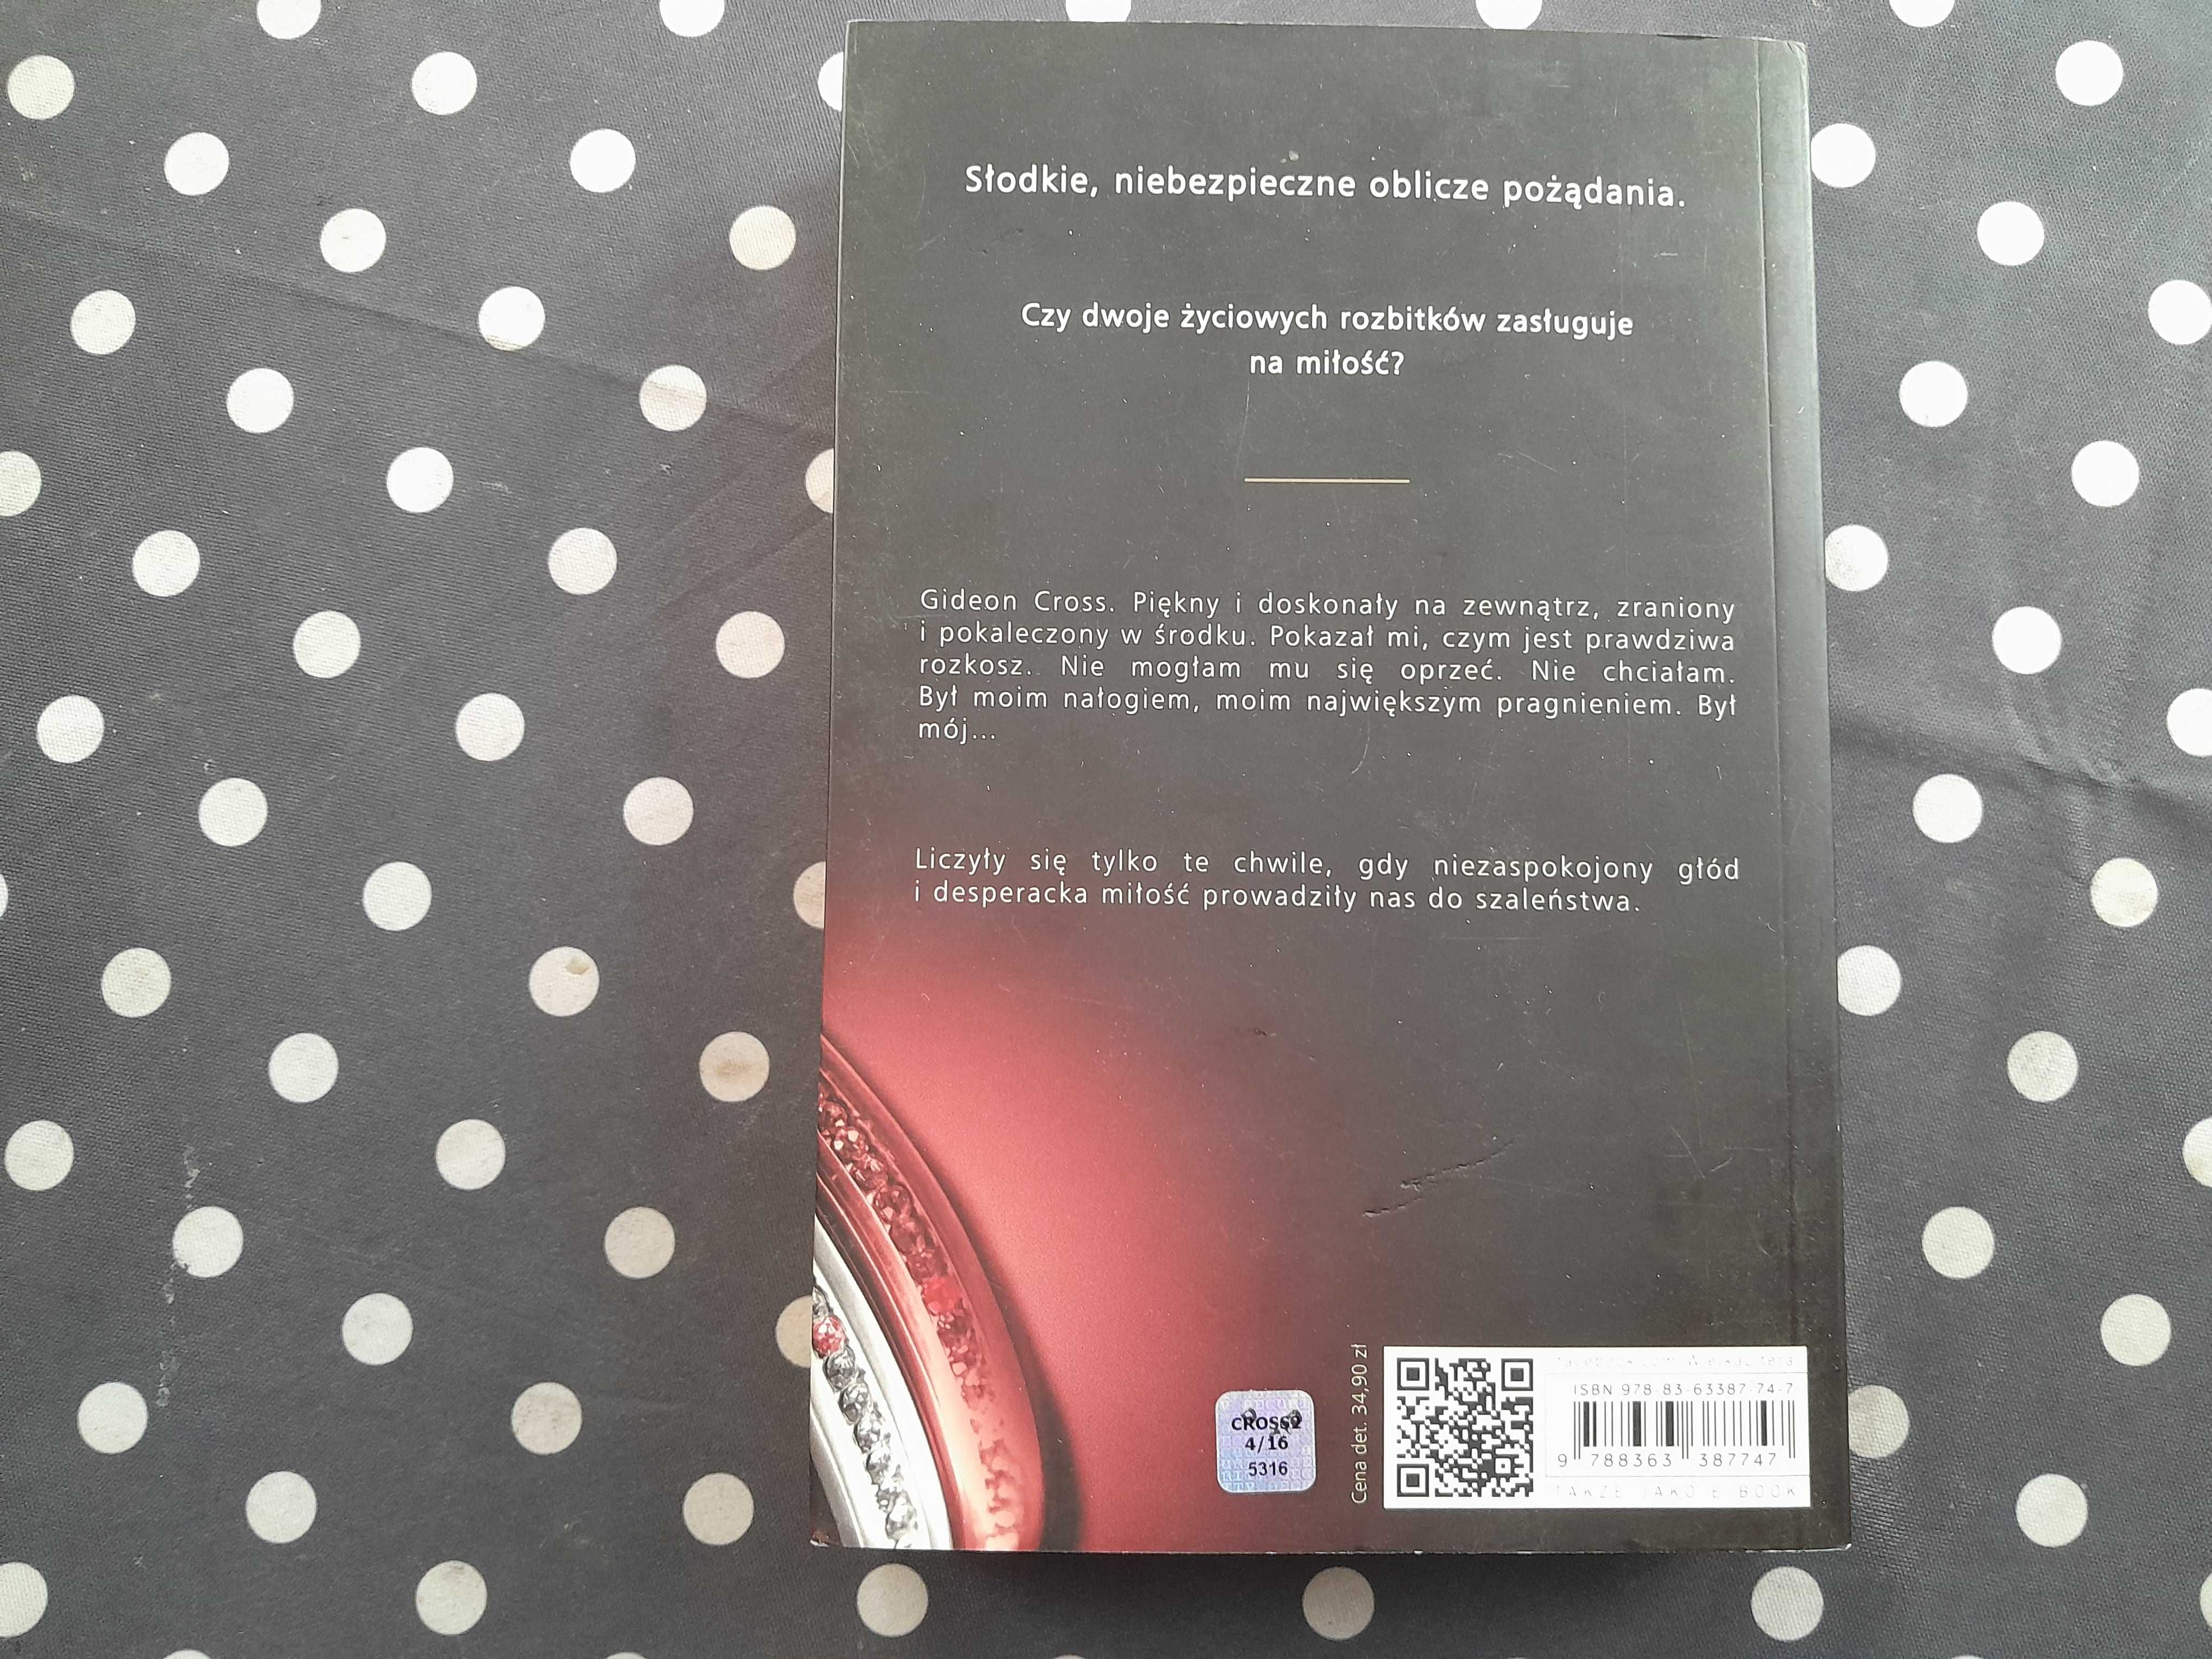 Słodkie, niebezpieczne oblicze pożądania.
Czy dwoje życiowych rozbitków zasługuje
na miłość?
Gideon Cross. Piękny i doskonały na zewnątrz, zraniony
i pokaleczony w środku. Pokazał mi, czym jest prawdziwa
rozkosz. Nie mogłam mu się oprzeć. Nie chciałam.
Był moim nałogiem, moim największym pragnieniem. Był
mój...
Liczyły się tylko te chwile, gdy niezaspokojony głód
i desperacka miłość prowadziły nas do szaleństwa.
CROSS2
4/16
5316
Cena det. 34,90 zł
ISBN 978-83-63387-74-7
9 788363 387747
TAKŻE JAKO E-BOOK